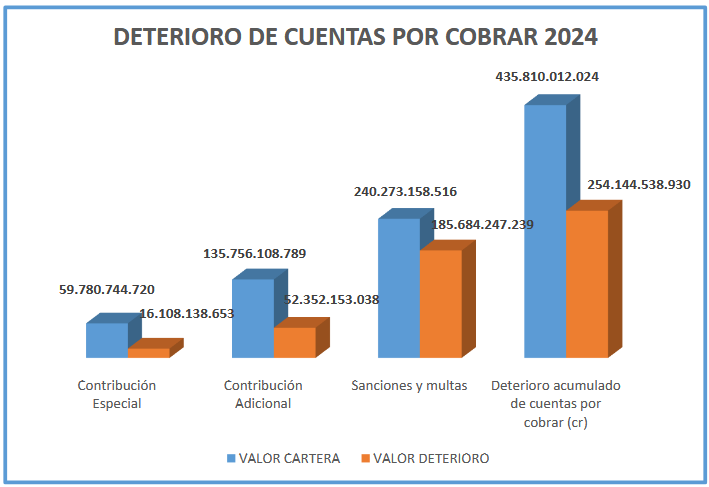 DETERIORO DE CUENTAS POR COBRAR 2024
435.810.012.024
254.144.538.930
240.273.158.516
185.684.247.239
135.756.108.789
52.352.153.038
59.780.744.720
16.108.138.653
Contribución
Especial
Contribución
Adicional
Sanciones y multas
Deterioro acumulado
de cuentas por
cobrar (cr)
VALOR CARTERA
VALOR DETERIORO